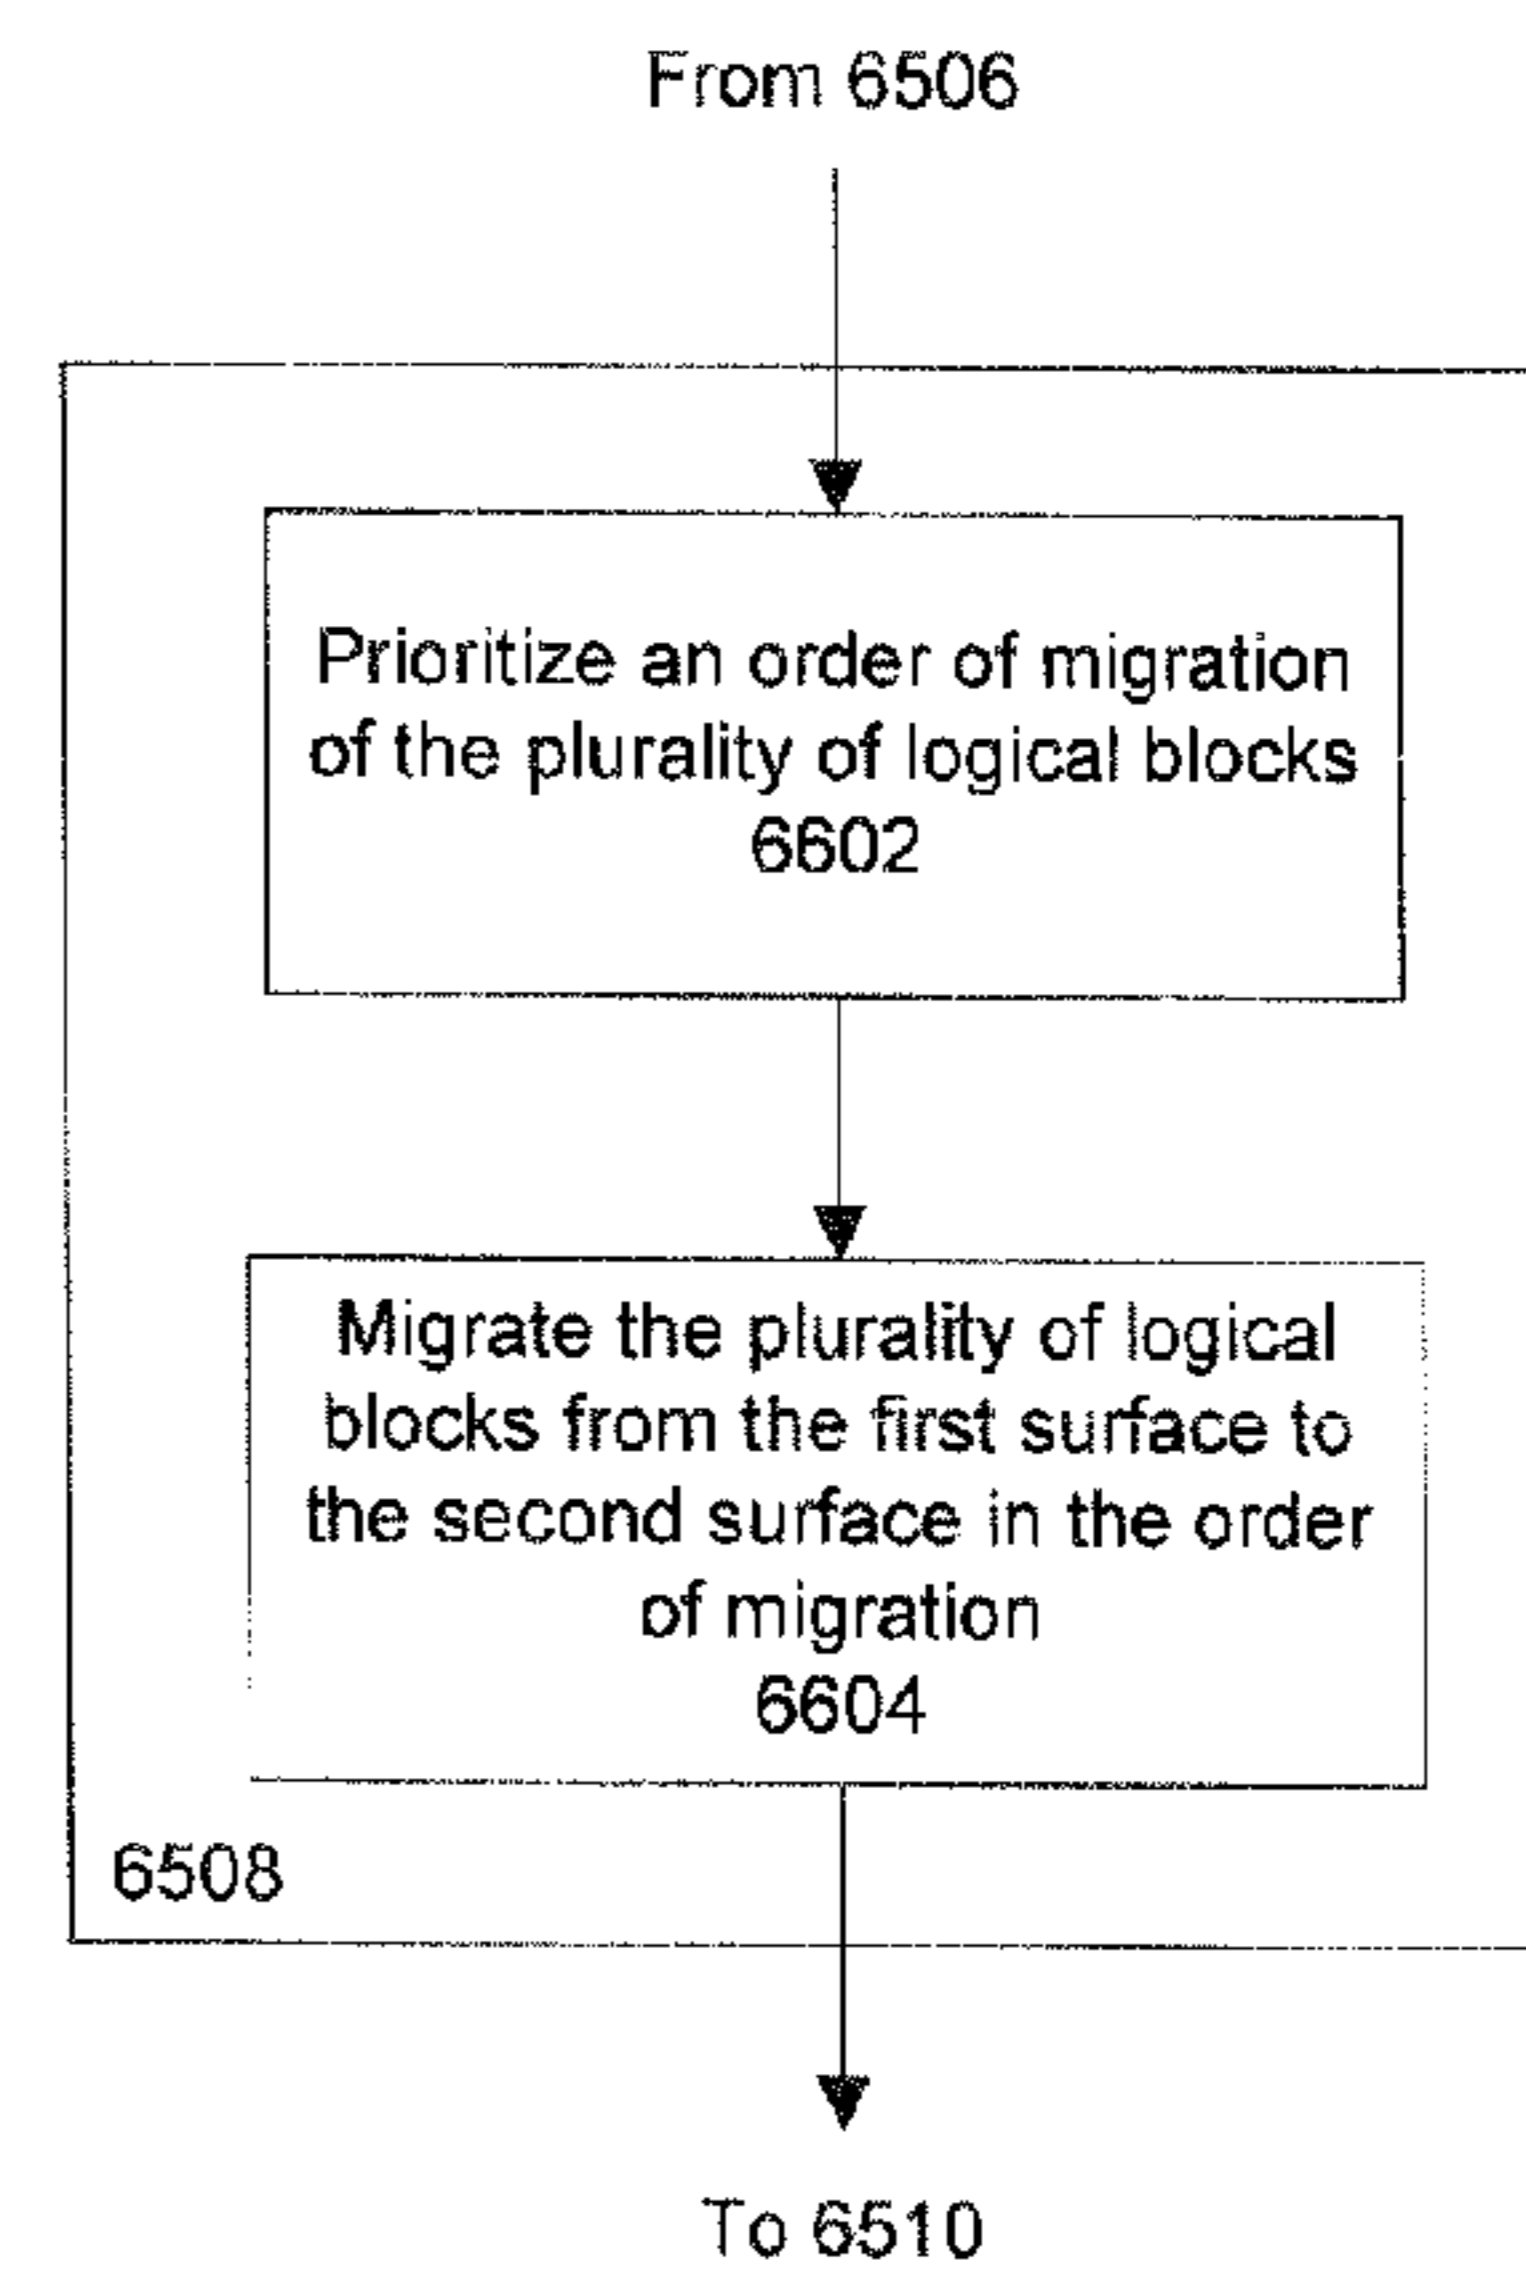 From 6506
Prioritize an order of migration
of the plurality of logical blocks
6602
Migrate the plurality of logical
blocks from the first surface to
the second surface in the order
of migration
6604
6508
To 6510